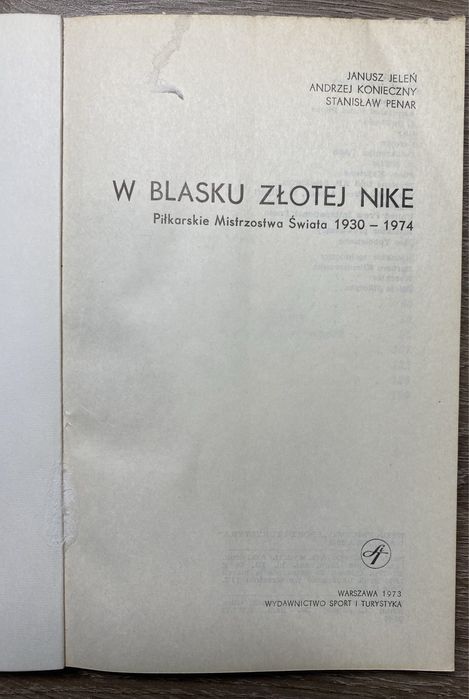 JANUSZ JELEŃ
ANDRZEJ KONIECZNY
STANISŁAW PENAR
W BLASKU ZŁOTEJ NIKE
Piłkarskie Mistrzostwa Świata 1930 – 1974
WARSZAWA 1973
WYDAWNICTWO SPORT I TURYSTYKA